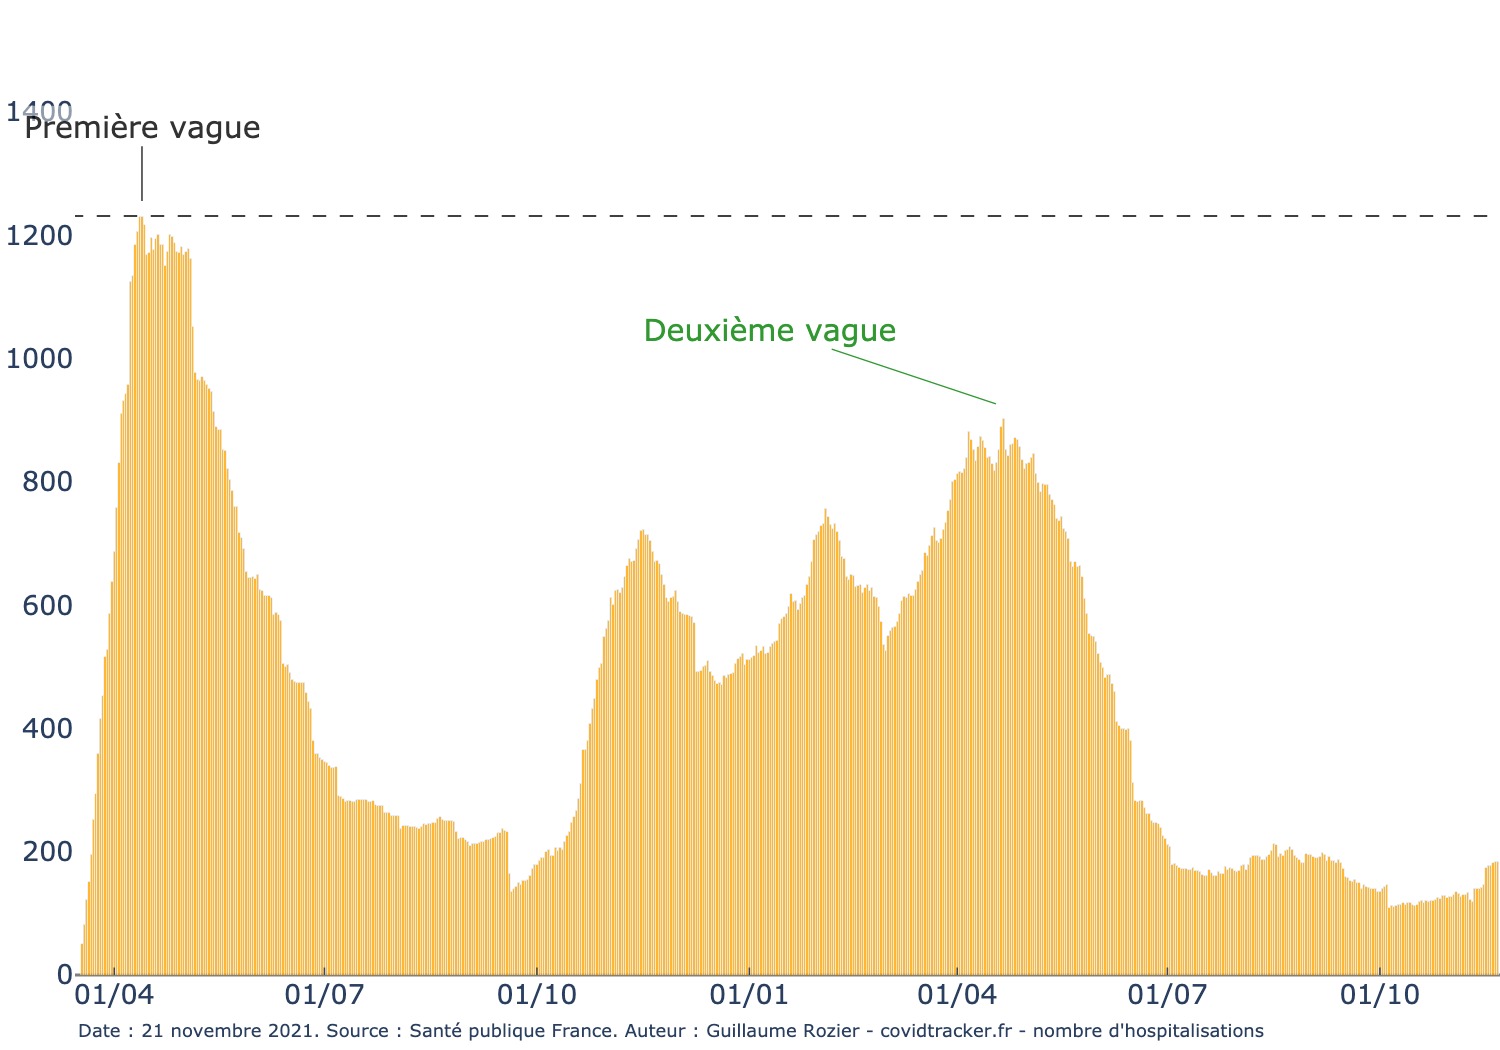 1400
Première vague
1200
Deuxième vague
1000
800
600
400
200
0
01/04 01/07 01/10 01/01 01/04 01/07 01/10
Date : 21 novembre 2021. Source : Santé publique France. Auteur : Guillaume Rozier - covidtracker.fr - nombre d'hospitalisations